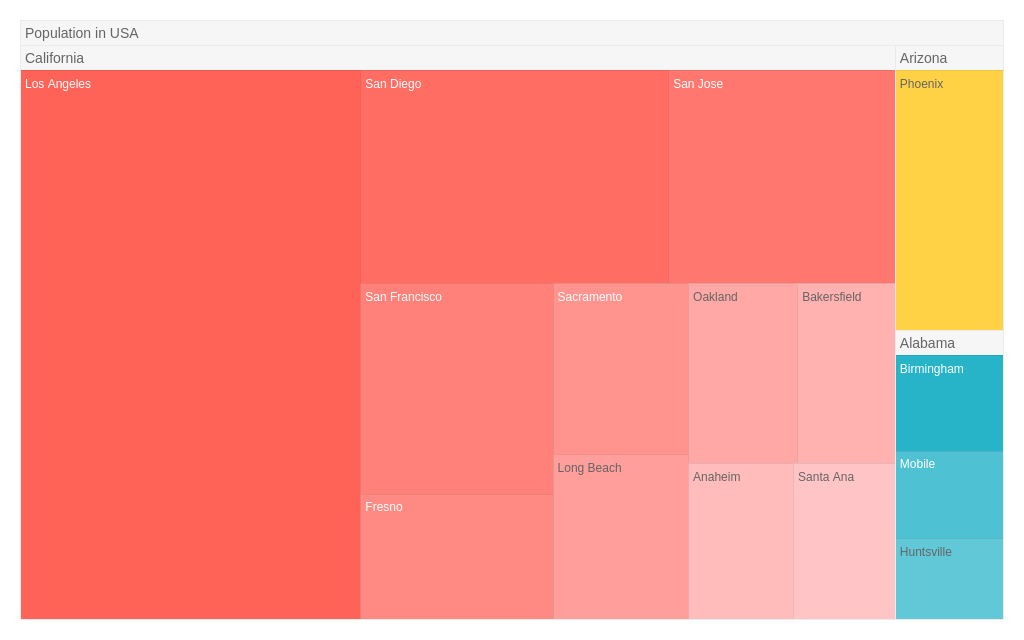 Population in USA
California
Arizona
Los Angeles
San Diego
San Jose
Phoenix
San Francisco
Sacramento
Oakland
Bakersfield
Alabama
Birmingham
Mobile
Long Beach
Anaheim
Santa Ana
Fresno
Huntsville